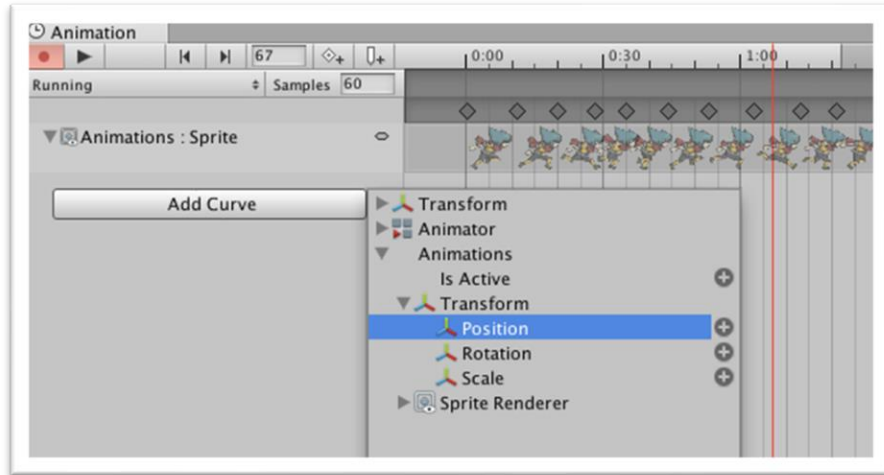 Animation
67
0:00
0:30
1:00
Running
Samples 60
Animations : Sprite
Add Curve
Transform
Animator
Animations
Is Active
Transform
Position
Rotation
Scale
Sprite Renderer